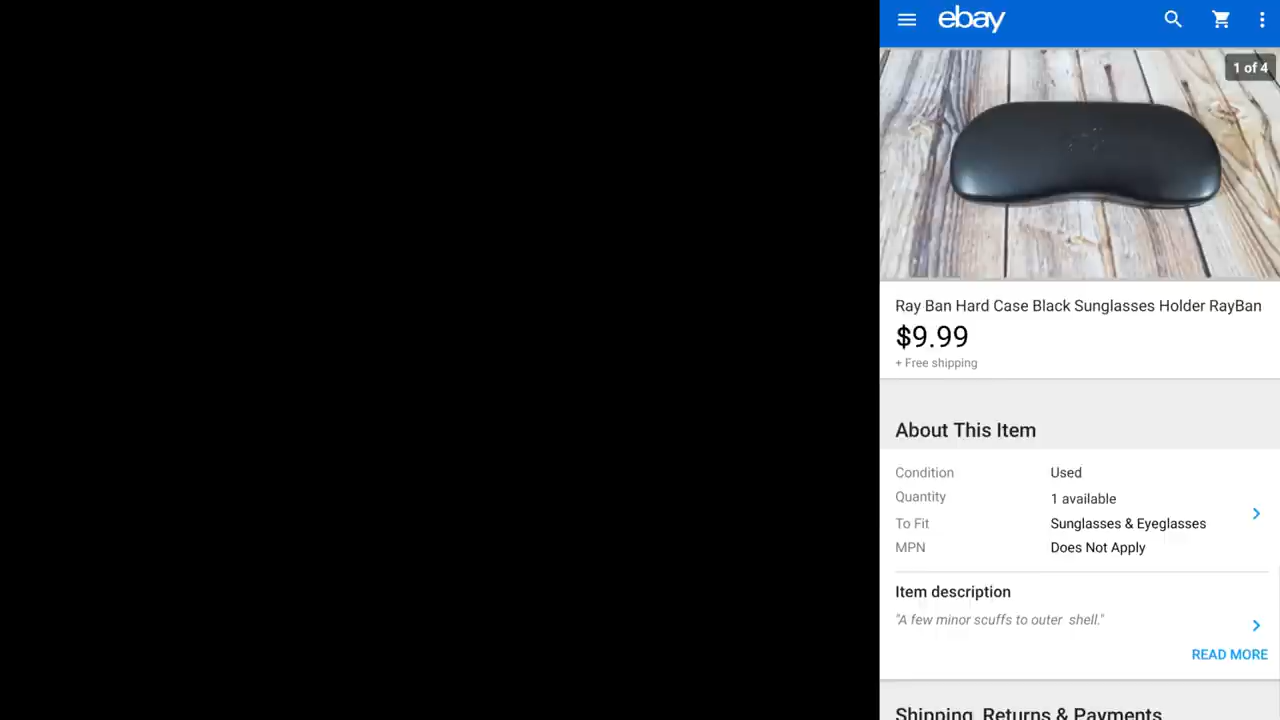 ebay
1 of 4
Ray Ban Hard Case Black Sunglasses Holder RayBan
$9.99
+ Free shipping
About This Item
Condition Used
Quantity 1 available
To Fit Sunglasses & Eyeglasses
MPN Does Not Apply
Item description
"A few minor scuffs to outer shell."
READ MORE
Shipping, Returns & Payments